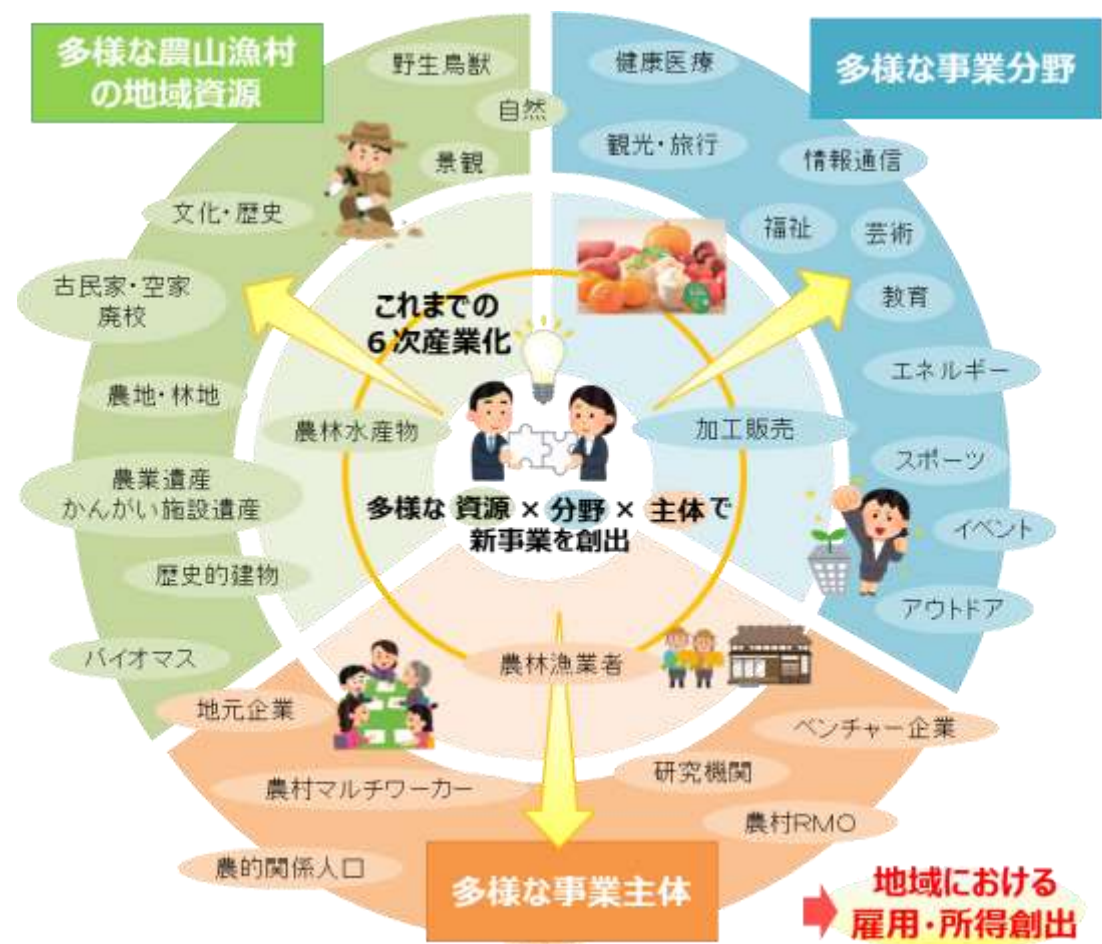 多様な農山漁村
の地域資源
野生鳥獣
自然
景観
文化・歴史
古民家・空家
廃校
農地・林地
農業遺産
かんがい施設遺産
歴史的建物
バイオマス
多様な事業分野
健康医療
観光・旅行
情報通信
福祉
芸術
教育
エネルギー
スポーツ
イベント
アウトドア
これまでの
6次産業化
農林水産物
加工販売
多様な 資源 × 分野 × 主体で
新事業を創出
農林漁業者
地元企業
ベンチャー企業
農村マルチワーカー
研究機関
農村RMO
農的関係人口
多様な事業主体
地域における
雇用・所得創出